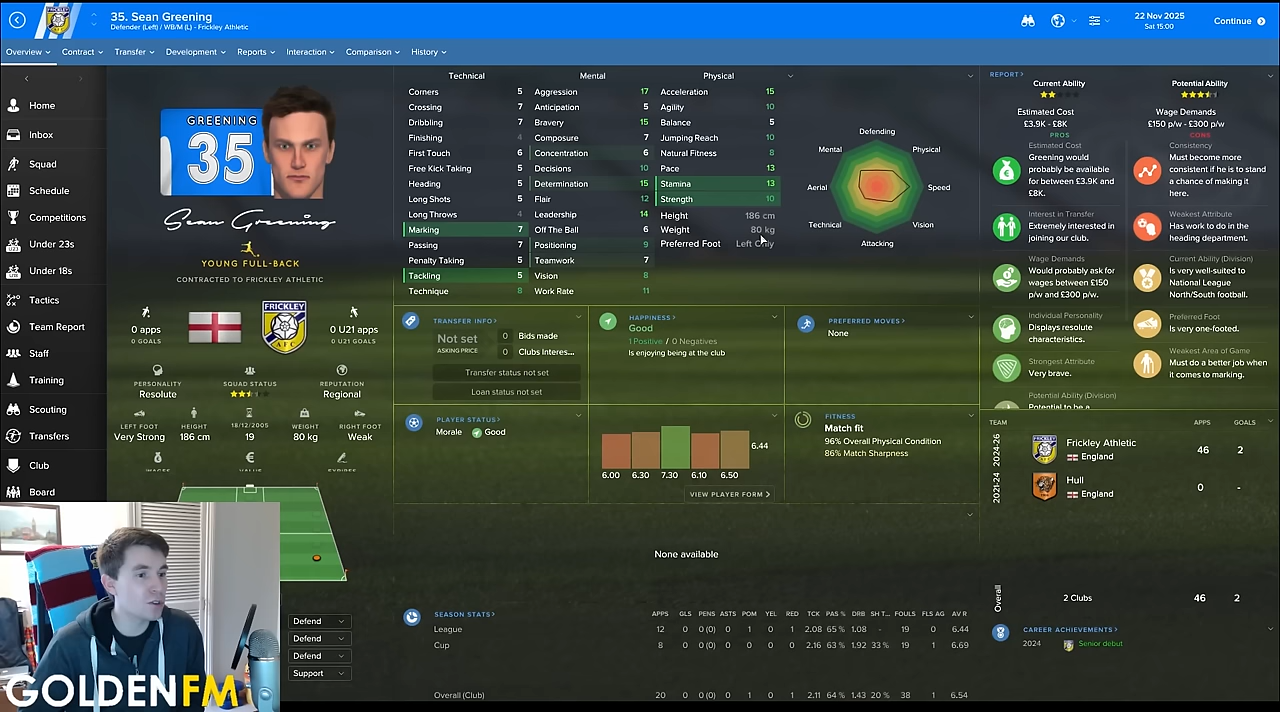 35. Sean Greening
Defender (Left) / WB/M (L) - Frickley Athletic
22 Nov 2025
Sat 15:00
Continue
Overview
Contract
Transfer
Development
Reports
Interaction
Comparison
History
Home
Inbox
Squad
Schedule
Competitions
Under 23s
Under 18s
Tactics
Team Report
Staff
Training
Scouting
Transfers
Club
Board
GREENING
35
Sean Greening
YOUNG FULL-BACK
CONTRACTED TO FRICKLEY ATHLETIC
0 apps
0 GOALS
FRICKLEY
A.F.C
0 U21 apps
0 U21 GOALS
PERSONALITY
Resolute
SQUAD STATUS
REPUTATION
Regional
LEFT FOOT
Very Strong
HEIGHT
186 cm
18/12/2005
19
WEIGHT
80 kg
RIGHT FOOT
Weak
WAGES
VALUE
EXPIRES
Technical
Corners 5
Crossing 7
Dribbling 7
Finishing 4
First Touch 6
Free Kick Taking 5
Heading 5
Long Shots 5
Long Throws 4
Marking 7
Passing 7
Penalty Taking 5
Tackling 5
Technique 8
Mental
Aggression 17
Anticipation 5
Bravery 15
Composure 7
Concentration 6
Decisions 10
Determination 15
Flair 12
Leadership 14
Off The Ball 6
Positioning 9
Teamwork 7
Vision 8
Work Rate 11
Physical
Acceleration 15
Agility 10
Balance 5
Jumping Reach 10
Natural Fitness 8
Pace 13
Stamina 13
Strength 10
Height 186 cm
Weight 80 kg
Preferred Foot Left Only
Defending
Mental
Physical
Aerial
Speed
Technical
Vision
Attacking
TRANSFER INFO>
Not set
ASKING PRICE
0 Bids made
0 Clubs Interes...
Transfer status not set
Loan status not set
HAPPINESS>
Good
1 Positive / 0 Negatives
Is enjoying being at the club
PREFERRED MOVES>
None
PLAYER STATUS>
Morale Good
6.00 6.30 7.30 6.10 6.50
6.44
VIEW PLAYER FORM >
FITNESS
Match fit
96% Overall Physical Condition
86% Match Sharpness
None available
SEASON STATS>
APPS GLS PENS ASTS POM YEL RED TCK PAS % DRB SH T... FOULS FLS AG AV R
League 12 0 0 (0) 0 1 0 1 2.08 65 % 1.08 - 19 0 6.44
Cup 8 0 0 (0) 0 0 0 0 2.16 63 % 1.92 33 % 19 1 6.69
Overall (Club) 20 0 0 (0) 0 1 0 1 2.11 64 % 1.43 20 % 38 1 6.54
REPORT>
Current Ability
Potential Ability
Estimated Cost
£3.9K - £8K
Wage Demands
£150 p/w - £300 p/w
PROS
Estimated Cost
Greening would
probably be available
for between £3.9K and
£8K.
Interest in Transfer
Extremely interested in
joining our club.
Wage Demands
Would probably ask for
wages between £150
p/w and £300 p/w.
Individual Personality
Displays resolute
characteristics.
Strongest Attribute
Very brave.
Potential Ability (Division)
Potential to be a
CONS
Consistency
Must become more
consistent if he is to stand
a chance of making it
here.
Weakest Attribute
Has work to do in the
heading department.
Current Ability (Division)
Is very well-suited to
National League
North/South football.
Preferred Foot
Is very one-footed.
Weakest Area of Game
Must do a better job when
it comes to marking.
TEAM APPS GOALS
2024-26
Frickley Athletic 46 2
England
2021-24
Hull 0 -
England
Overall
2 Clubs 46 2
CAREER ACHIEVEMENTS>
2024 Senior debut
Defend
Defend
Defend
Support
GOLDENFM